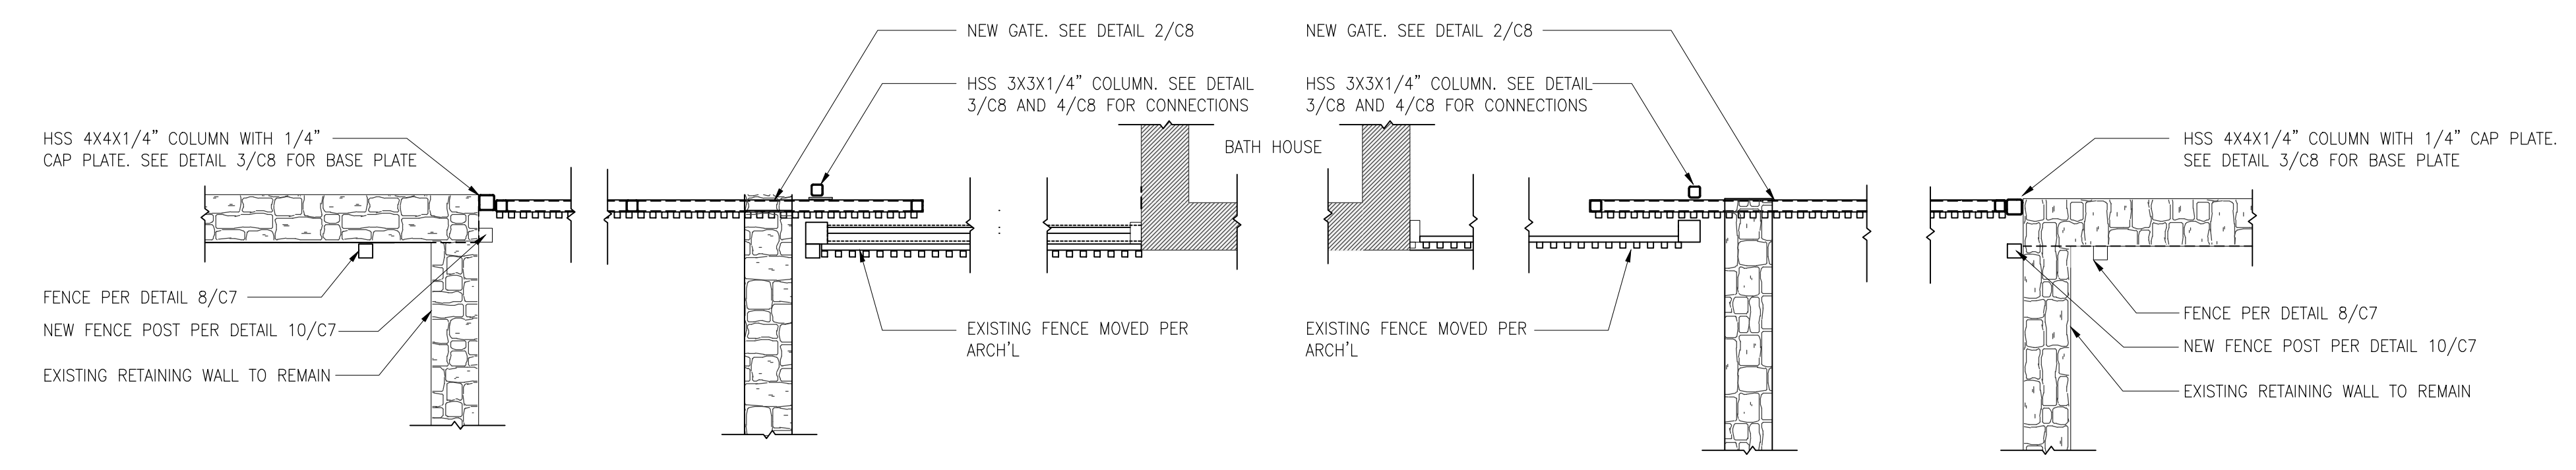 NEW GATE. SEE DETAIL 2/C8
HSS 3X3X1/4” COLUMN. SEE DETAIL
3/C8 AND 4/C8 FOR CONNECTIONS
HSS 4X4X1/4” COLUMN WITH 1/4”
CAP PLATE. SEE DETAIL 3/C8 FOR BASE PLATE
FENCE PER DETAIL 8/C7
NEW FENCE POST PER DETAIL 10/C7
EXISTING RETAINING WALL TO REMAIN
EXISTING FENCE MOVED PER
ARCH'L
BATH HOUSE
NEW GATE. SEE DETAIL 2/C8
HSS 3X3X1/4” COLUMN. SEE DETAIL
3/C8 AND 4/C8 FOR CONNECTIONS
EXISTING FENCE MOVED PER
ARCH'L
HSS 4X4X1/4” COLUMN WITH 1/4” CAP PLATE.
SEE DETAIL 3/C8 FOR BASE PLATE
FENCE PER DETAIL 8/C7
NEW FENCE POST PER DETAIL 10/C7
EXISTING RETAINING WALL TO REMAIN